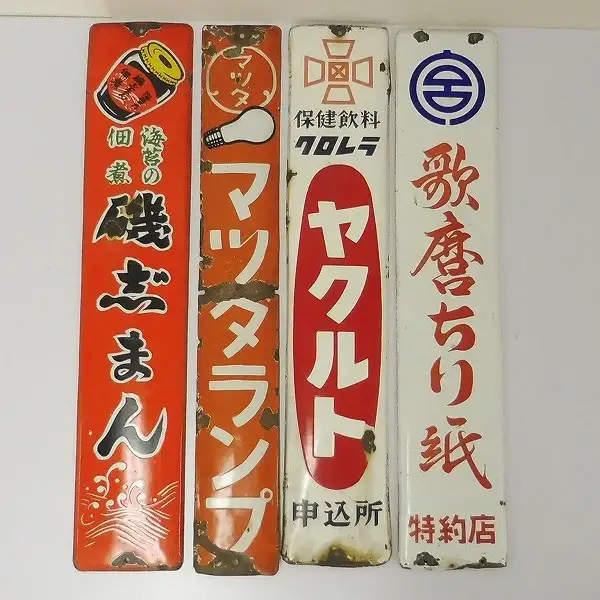 海苔の
佃煮
磯じまん
マツダ
マツダランプ
保健飲料
クロレラ
ヤクルト
申込所
歌麿ちり紙
特約店